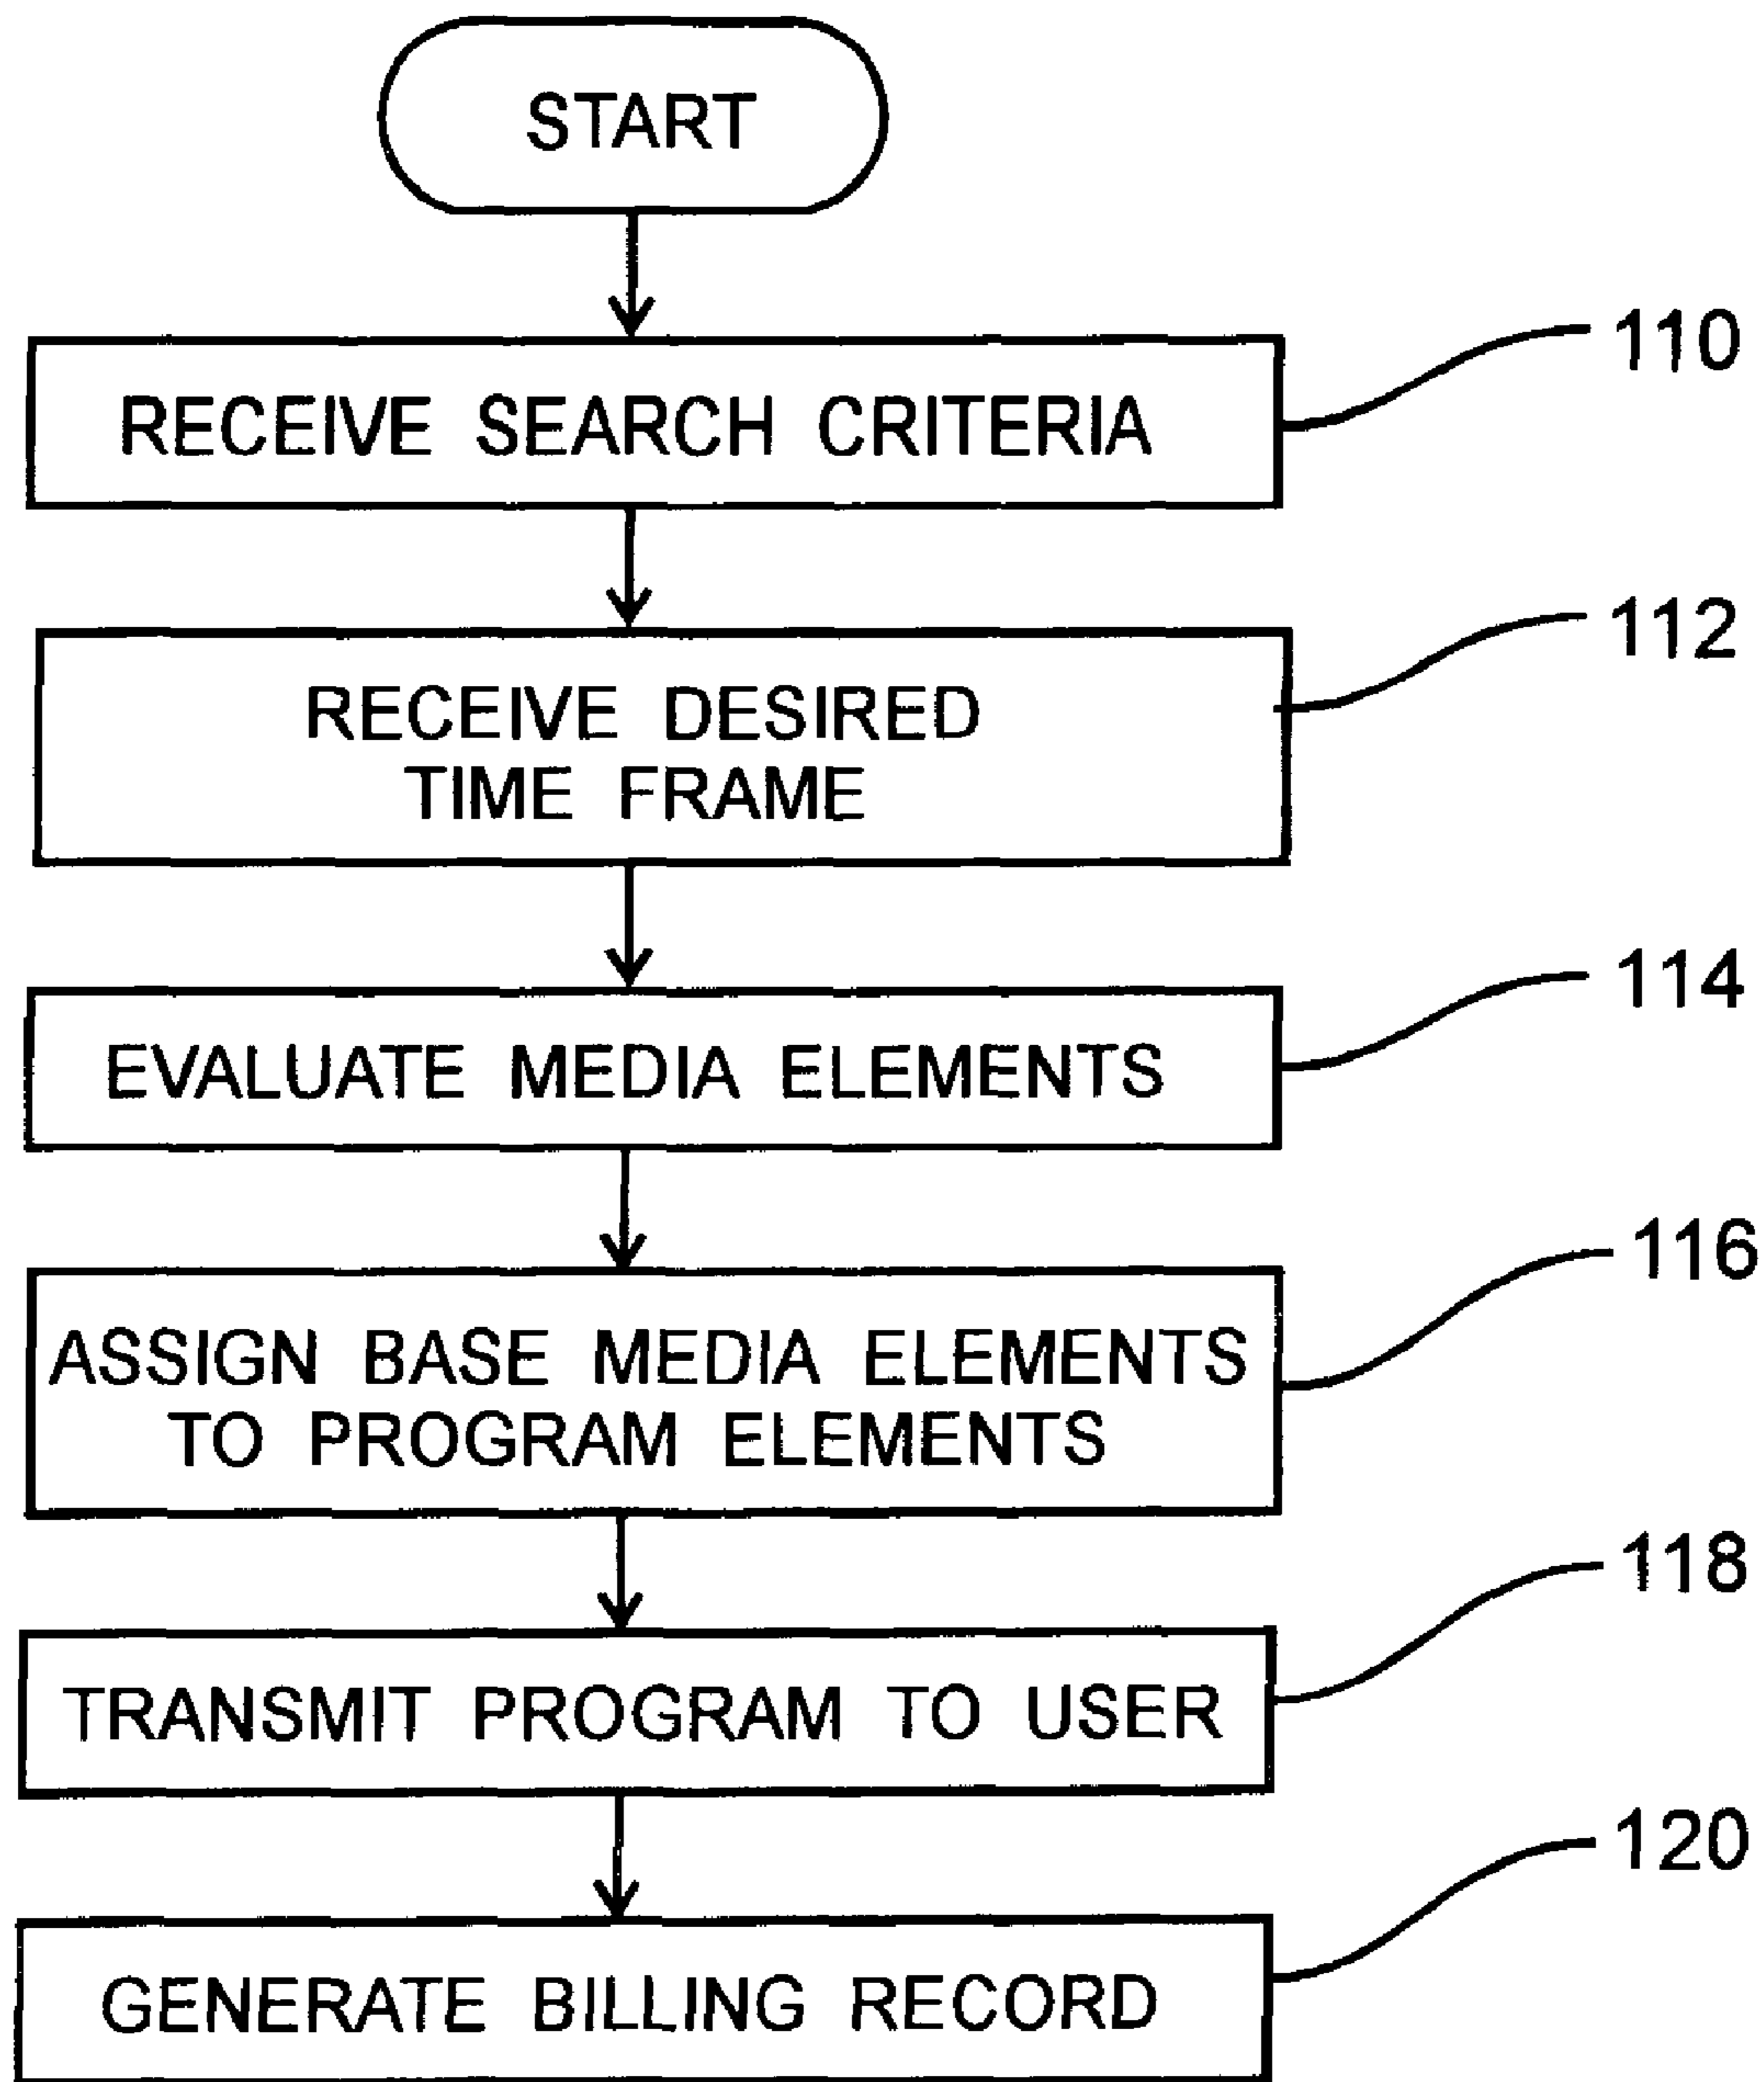 START
110
RECEIVE SEARCH CRITERIA
112
RECEIVE DESIRED
TIME FRAME
114
EVALUATE MEDIA ELEMENTS
116
ASSIGN BASE MEDIA ELEMENTS
TO PROGRAM ELEMENTS
118
TRANSMIT PROGRAM TO USER
120
GENERATE BILLING RECORD